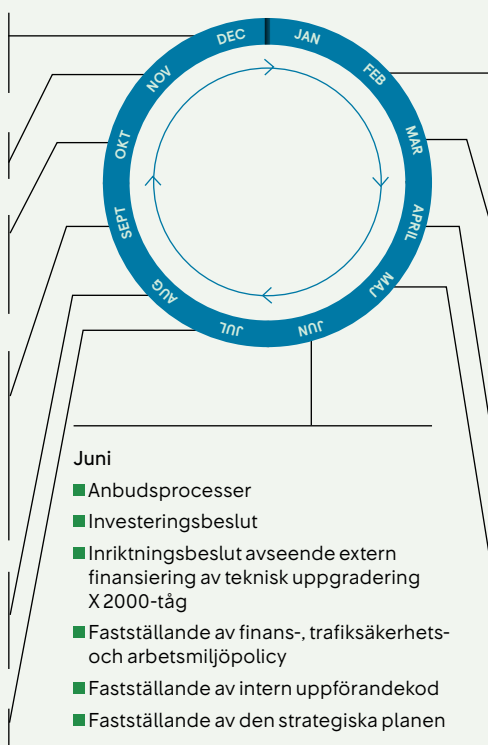 JAN
FEB
MAR
APRIL
MAJ
JUN
JUL
AUG
SEPT
OKT
NOV
DEC
Juni
Anbudsprocesser
Investeringsbeslut
Inriktningsbeslut avseende extern
finansiering av teknisk uppgradering
X 2000-tåg
Fastställande av finans-, trafiksäkerhets-
och arbetsmiljöpolicy
Fastställande av intern uppförandekod
Fastställande av den strategiska planen